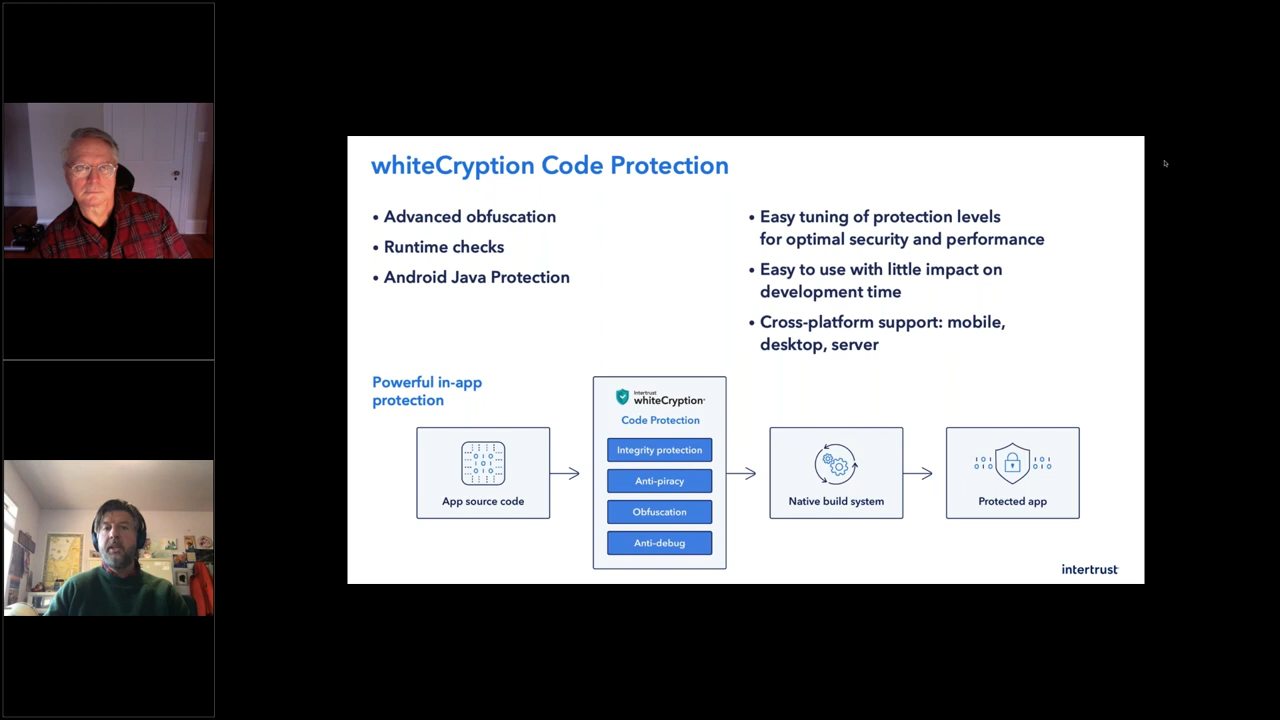 whiteCryption Code Protection
• Advanced obfuscation
• Runtime checks
• Android Java Protection
• Easy tuning of protection levels
for optimal security and performance
• Easy to use with little impact on
development time
• Cross-platform support: mobile,
desktop, server
Powerful in-app
protection
App source code
Intertrust
whiteCryption
Code Protection
Integrity protection
Anti-piracy
Obfuscation
Anti-debug
Native build system
Protected app
intertrust